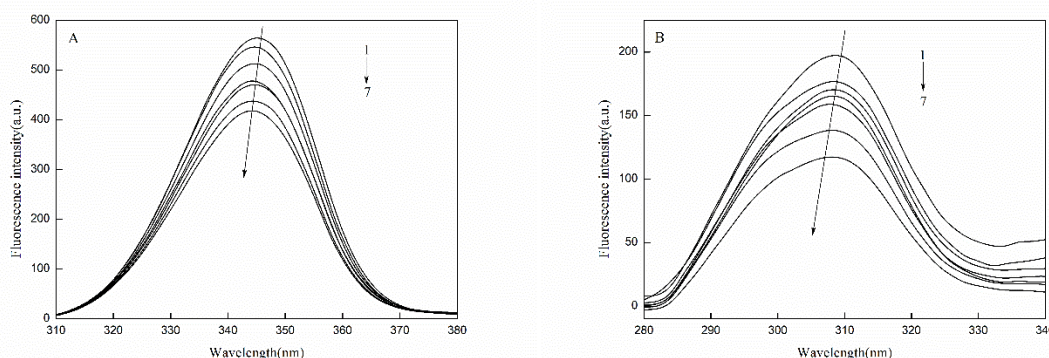 A
1
7
600
500
400
300
200
100
0
310 320 330 340 350 360 370 380
Wavelength(nm)
Fluorescence intensity(a.u.)
B
1
7
200
150
100
50
0
280 290 300 310 320 330 340
Wavelength(nm)
Fluorescence intensity(a.u.)